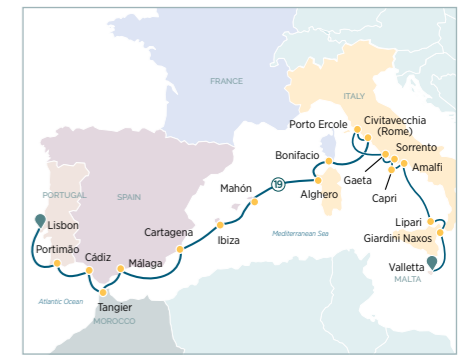 FRANCE
ITALY
Porto Ercole
Civitavecchia
(Rome)
Sorrento
Bonifacio
Amalfi
Gaeta
Mahón
19
Alghero
Capri
PORTUGAL
SPAIN
Lisbon
Cartagena
Ibiza
Mediterranean Sea
Lipari
Giardini Naxos
Portimão
Cádiz
Málaga
Valletta
MALTA
Atlantic Ocean
Tangier
MOROCCO